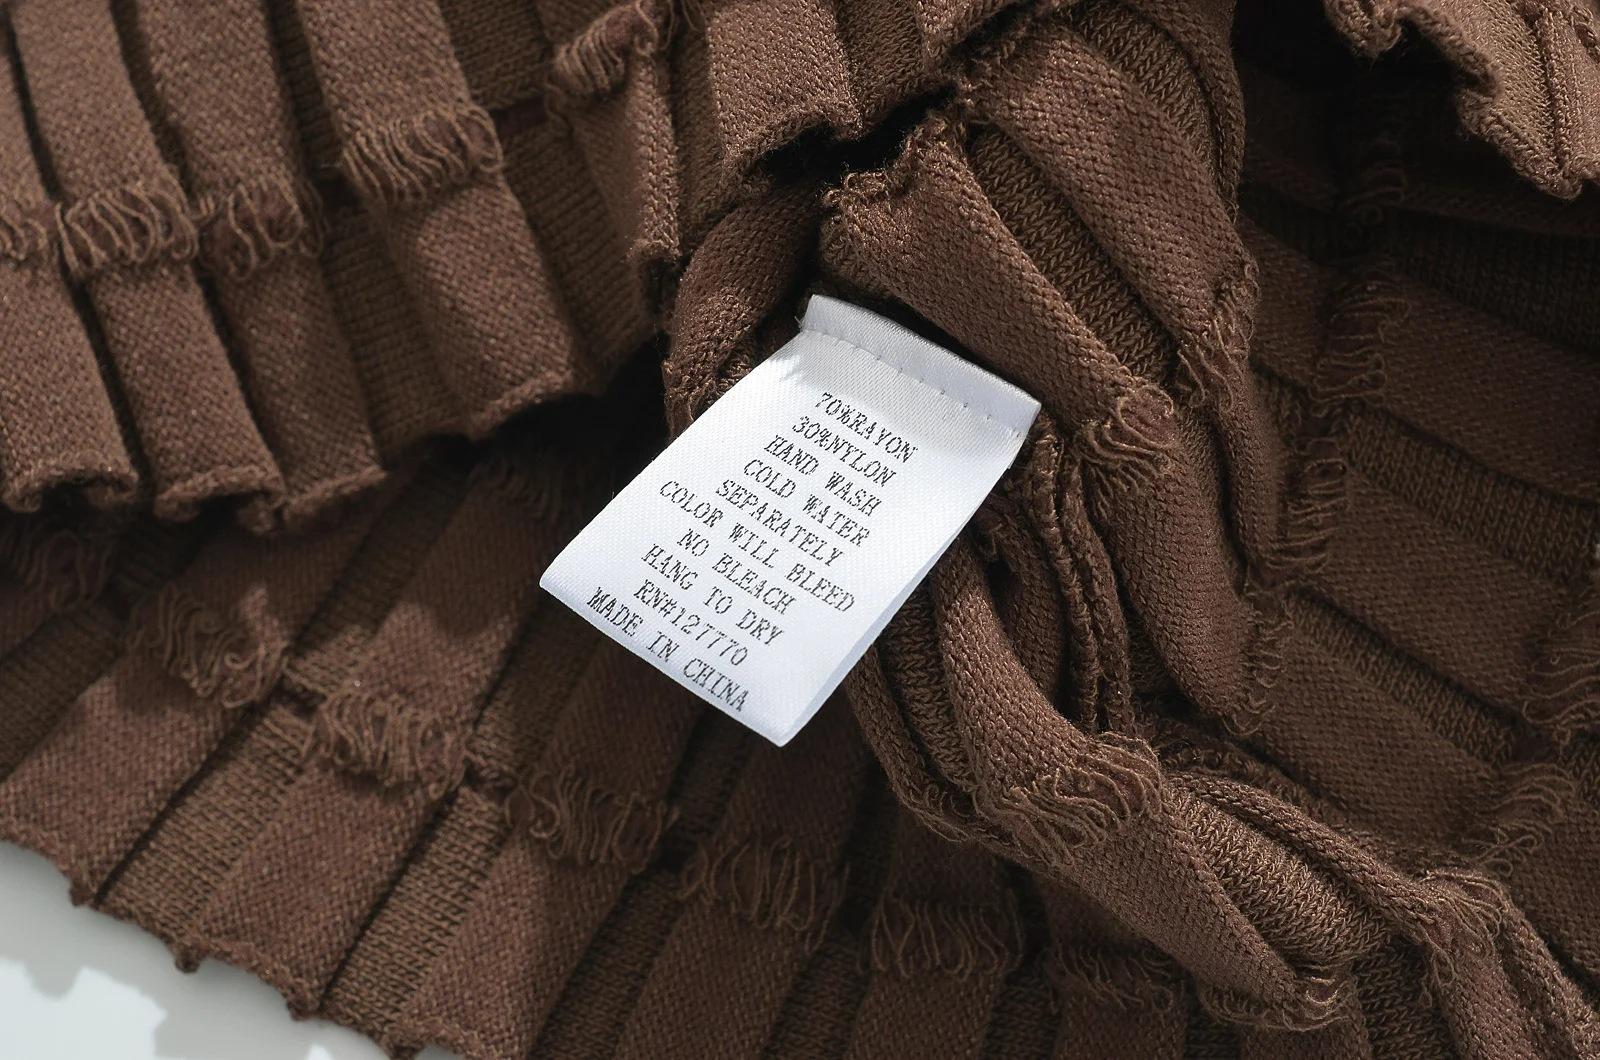 70%RAYON
30%NYLON
HAND WASH
COLD WATER
SEPARATELY
COLOR WILL BLEED
NO BLEACH
HANG TO DRY
RN#127770
MADE IN CHINA